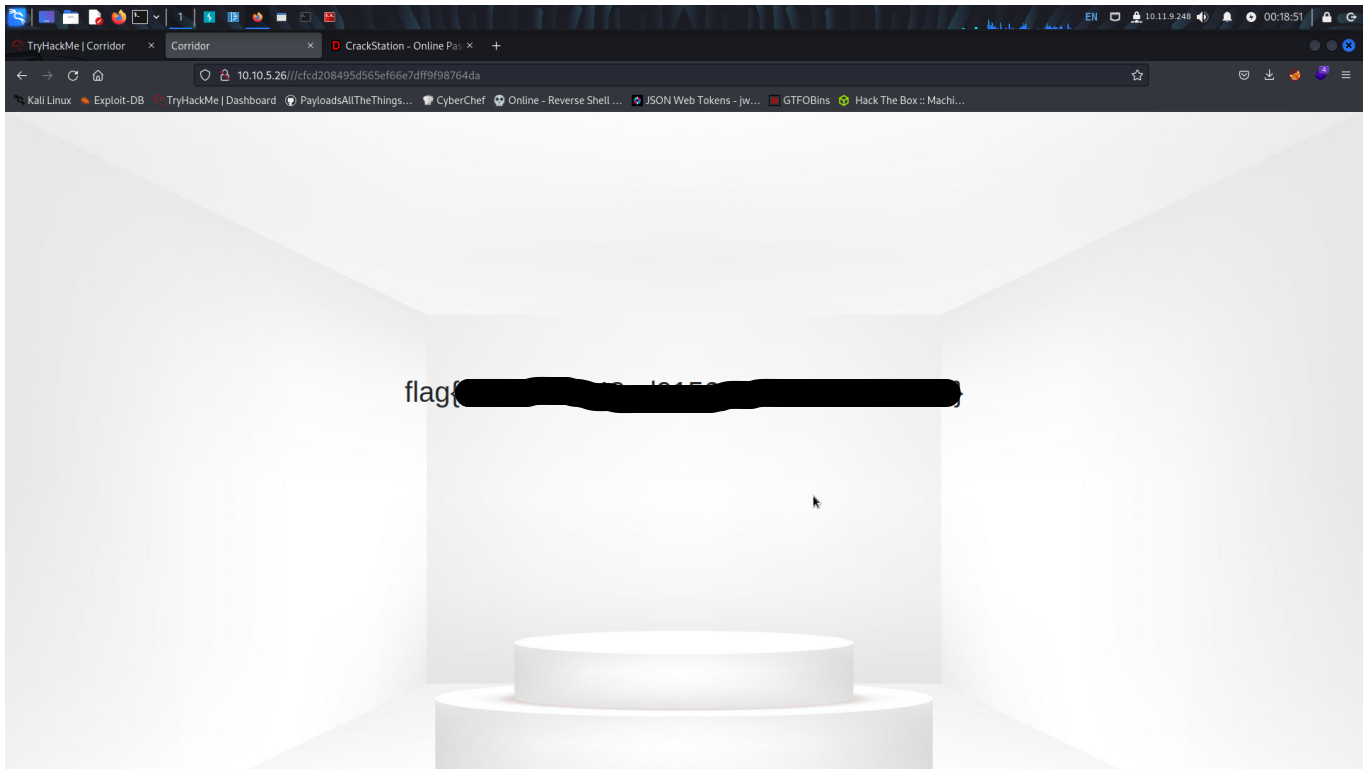 1
EN
10.11.9.248
00:18:51
TryHackMe | Corridor
Corridor
CrackStation - Online Pas
10.10.5.26///cfcd208495d565ef66e7dff9f98764da
Kali Linux
Exploit-DB
TryHackMe | Dashboard
PayloadsAllTheThings...
CyberChef
Online - Reverse Shell ...
JSON Web Tokens - jw...
GTFOBins
Hack The Box :: Machi...
flag{ }